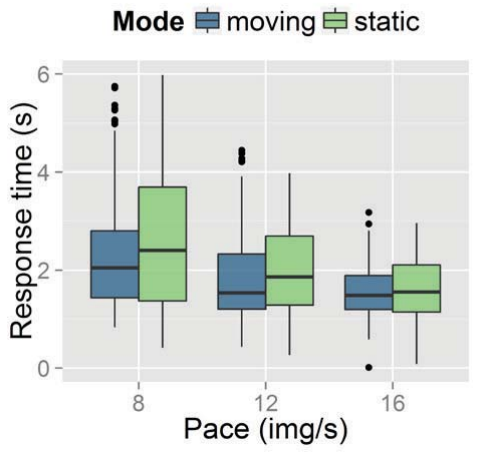 Mode moving static
Response time (s)
6
4
2
0
8 12 16
Pace (img/s)